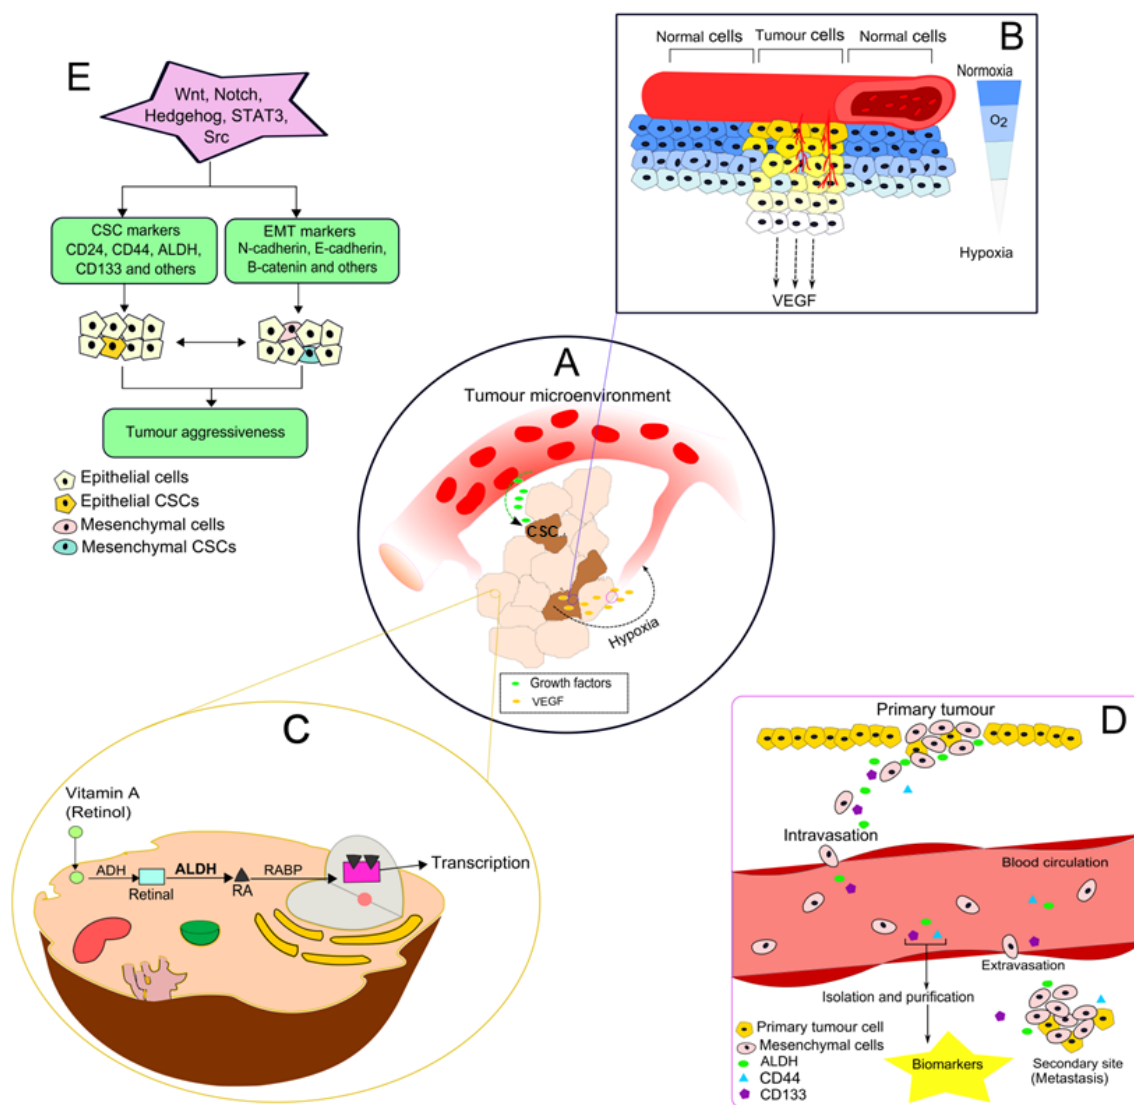 E
Wnt, Notch,
Hedgehog, STAT3,
Src
CSC markers
CD24, CD44, ALDH,
CD133 and others
EMT markers
N-cadherin, E-cadherin,
B-catenin and others
Tumour aggressiveness
Epithelial cells
Epithelial CSCs
Mesenchymal cells
Mesenchymal CSCs
B
Normal cells
Tumour cells
Normal cells
Normoxia
O2
Hypoxia
VEGF
A
Tumour microenvironment
CSC
Hypoxia
Growth factors
VEGF
C
Vitamin A
(Retinol)
ADH
Retinal
ALDH
RA
RABP
Transcription
D
Primary tumour
Intravasation
Blood circulation
Extravasation
Isolation and purification
Biomarkers
Secondary site
(Metastasis)
Primary tumour cell
Mesenchymal cells
ALDH
CD44
CD133